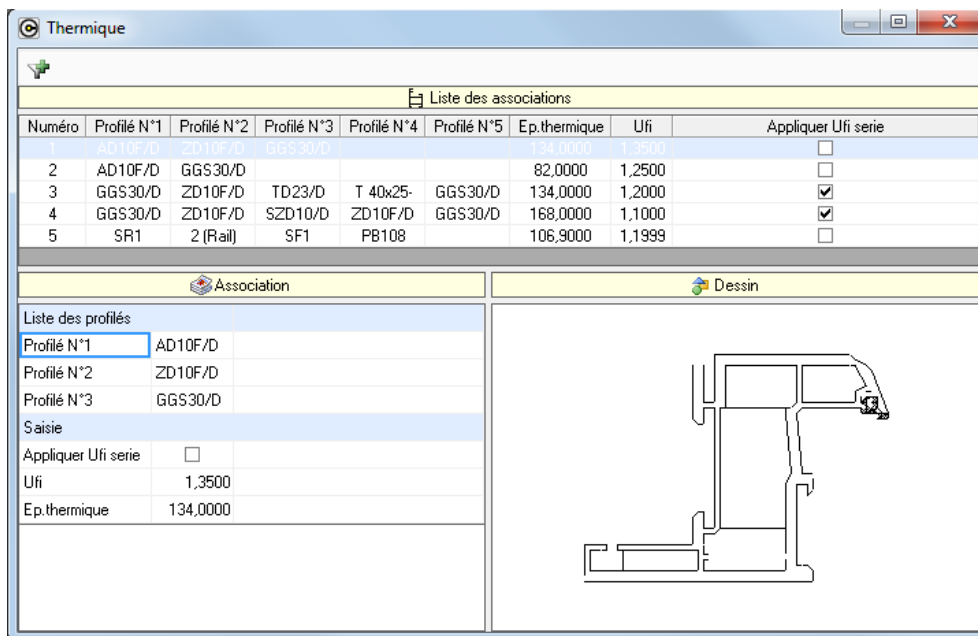 Thermique
Liste des associations
Numéro Profilé N°1 Profilé N°2 Profilé N°3 Profilé N°4 Profilé N°5 Ep.thermique Ufi Appliquer Ufi serie
1 AD10F/D ZD10F/D GGS30/D 134,0000 1,3500
2 AD10F/D GGS30/D 82,0000 1,2500
3 GGS30/D ZD10F/D TD23/D T 40x25- GGS30/D 134,0000 1,2000
4 GGS30/D ZD10F/D SZD10/D ZD10F/D GGS30/D 168,0000 1,1000
5 SR1 2 (Rail) SF1 PB108 106,9000 1,1999
Association
Dessin
Liste des profilés
Profilé N°1 AD10F/D
Profilé N°2 ZD10F/D
Profilé N°3 GGS30/D
Saisie
Appliquer Ufi serie
Ufi 1,3500
Ep.thermique 134,0000